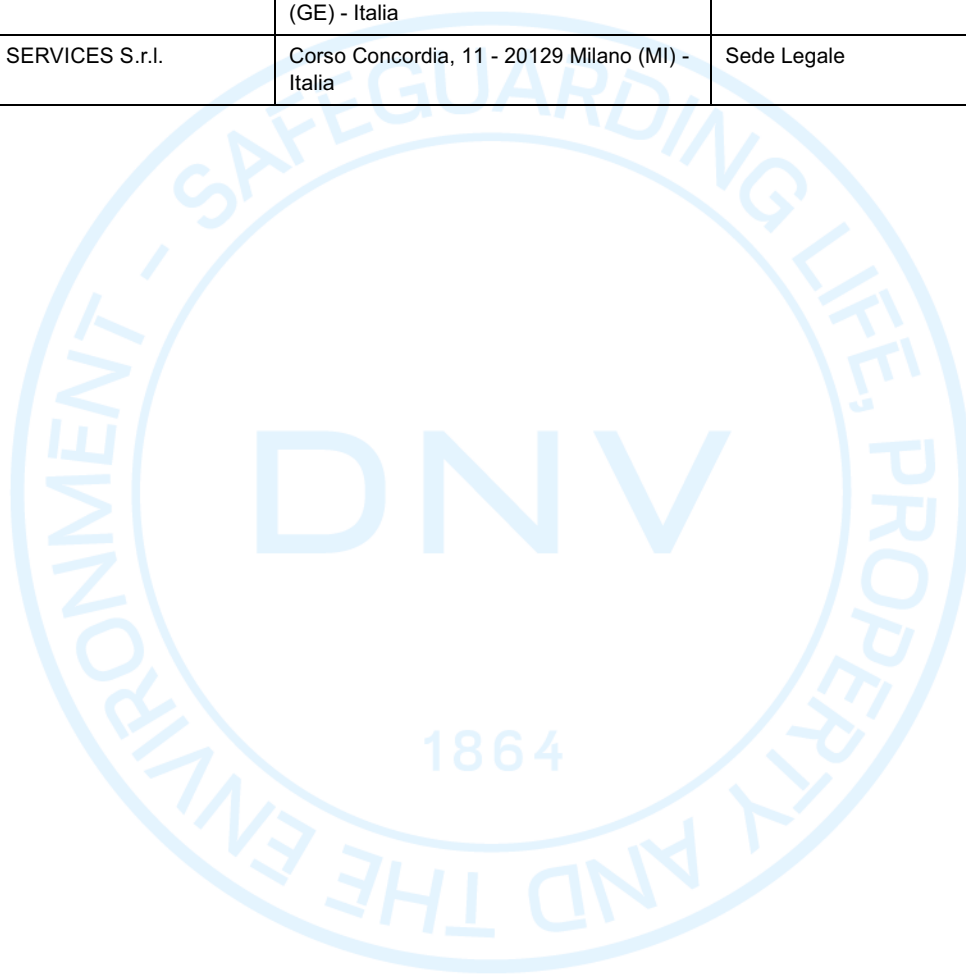 (GE) - Italia
SERVICES S.r.l.
Corso Concordia, 11 - 20129 Milano (MI) -
Italia
Sede Legale
SAFEGUARDING LIFE, PROPERTY AND THE ENVIRONMENT -
DNV
1864